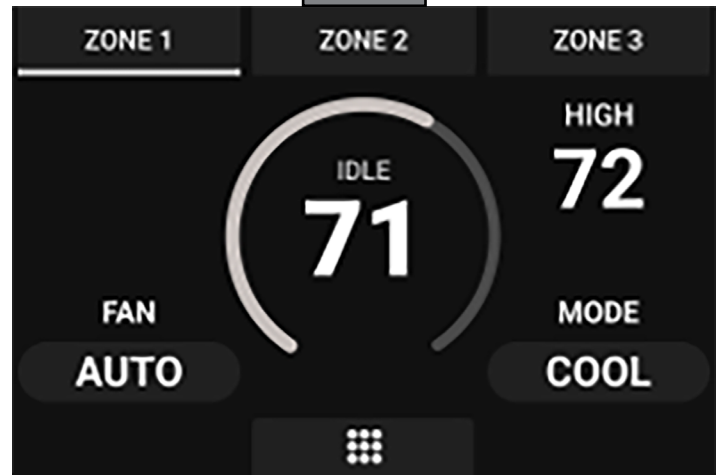 ZONE 1 ZONE 2 ZONE 3
HIGH
72
IDLE
71
FAN
AUTO
MODE
COOL